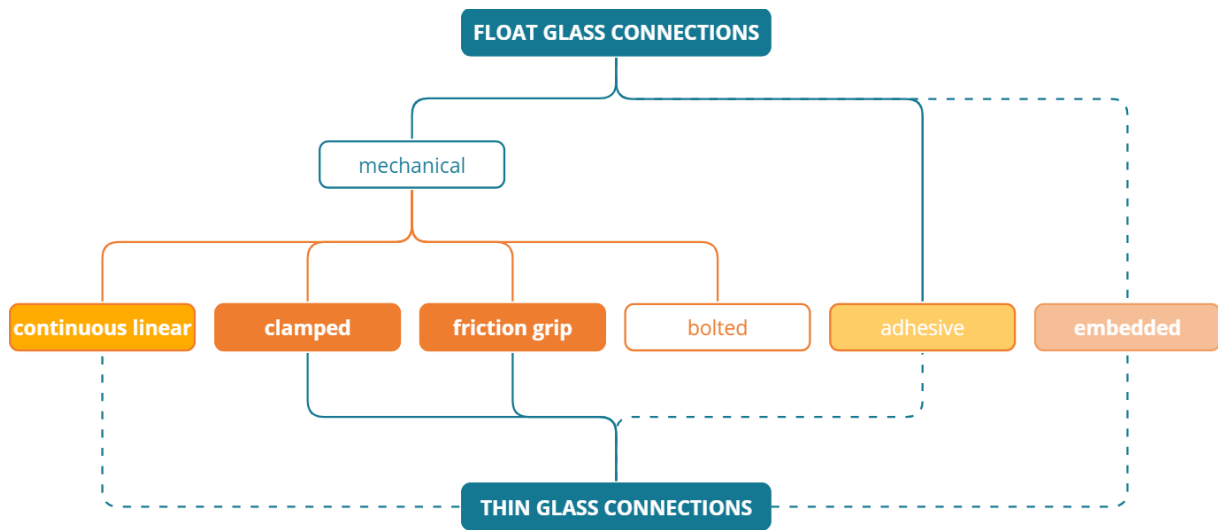 FLOAT GLASS CONNECTIONS
mechanical
continuous linear
clamped
friction grip
bolted
adhesive
embedded
THIN GLASS CONNECTIONS